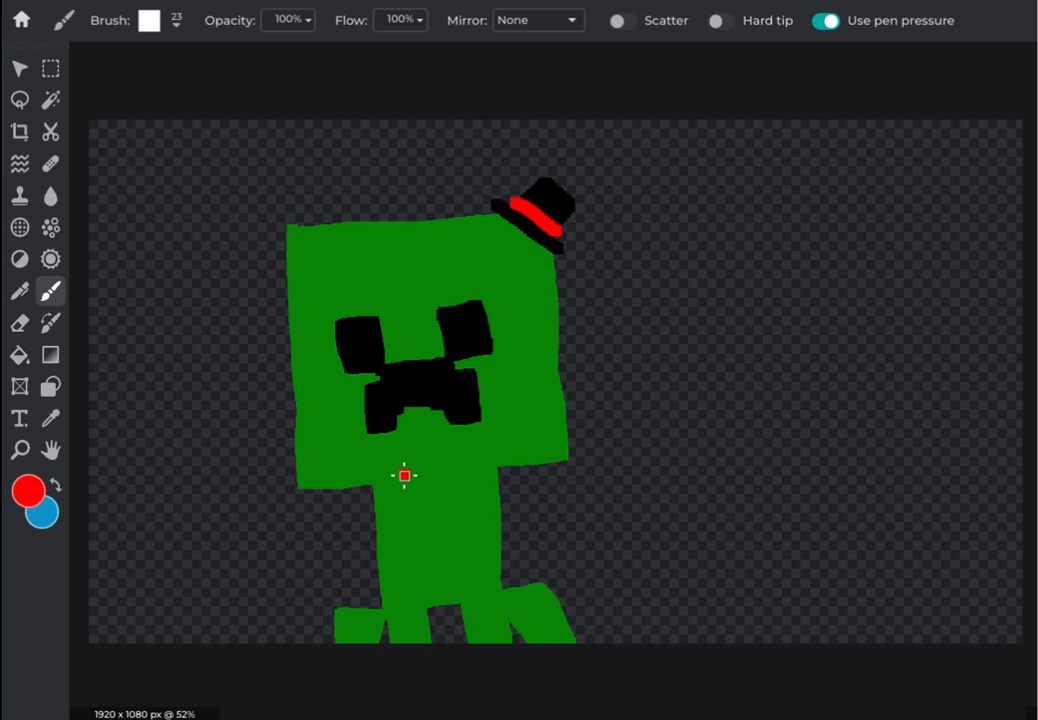 Brush: 23 Opacity: 100% Flow: 100% Mirror: None Scatter Hard tip Use pen pressure
T.
1920 x 1080 px @ 52%